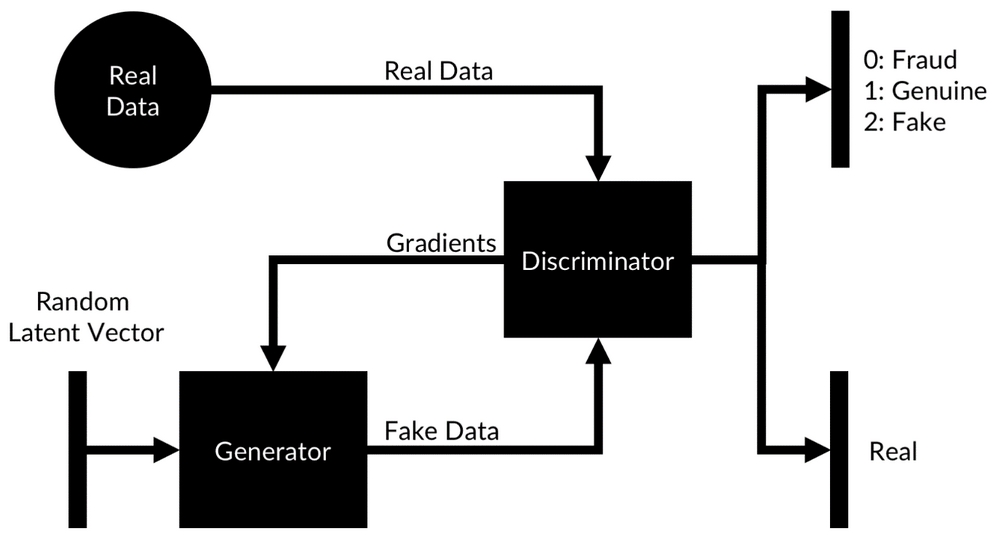 Real
Data
Real Data
0: Fraud
1: Genuine
2: Fake
Gradients
Discriminator
Random
Latent Vector
Generator
Fake Data
Real